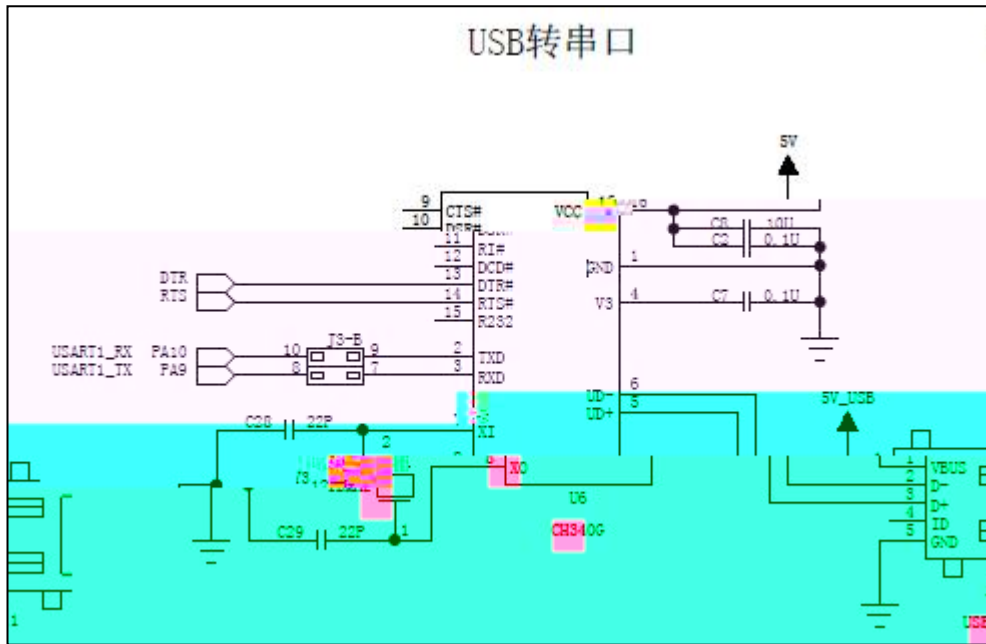 USB转串口
5V
9 CTS# VCC 16
10 DSR#
C8 10U
11 RI# C2 0.1U
12 DCD# GND 1
DTR 13 DTR#
RTS 14 RTS# V3 4 C7 0.1U
15 R232
J3-B
USART1_RX PA10 10 9 2 TXD
USART1_TX PA9 8 7 3 RXD
UD- 6
UD+ 5
5V_USB
C28 22P XI
2
XO
1 VBUS
2 D-
3 D+
4 ID
5 GND
U6
C29 22P 1
CH340G
1
USB